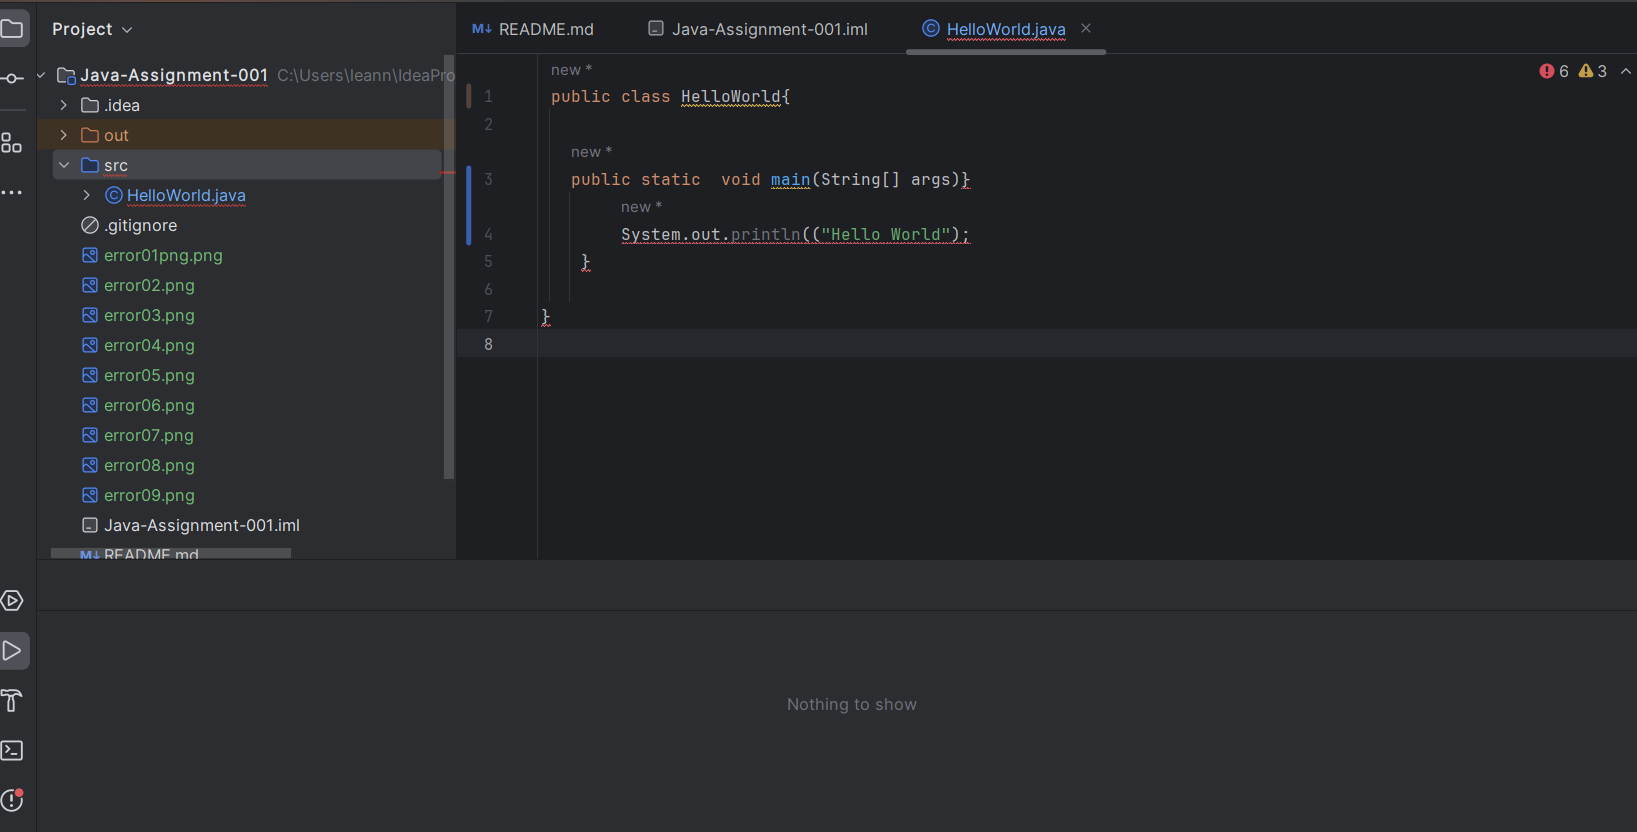 Project
Java-Assignment-001 C:\Users\leann\IdeaPro
.idea
out
src
HelloWorld.java
.gitignore
error01png.png
error02.png
error03.png
error04.png
error05.png
error06.png
error07.png
error08.png
error09.png
Java-Assignment-001.iml
M↓ README.md
M↓ README.md Java-Assignment-001.iml HelloWorld.java
6 3
new *
1 public class HelloWorld{
2
new *
3 public static  void main(String[] args)}
new *
4 System.out.println(("Hello World");
5 }
6
7 }
8
Nothing to show